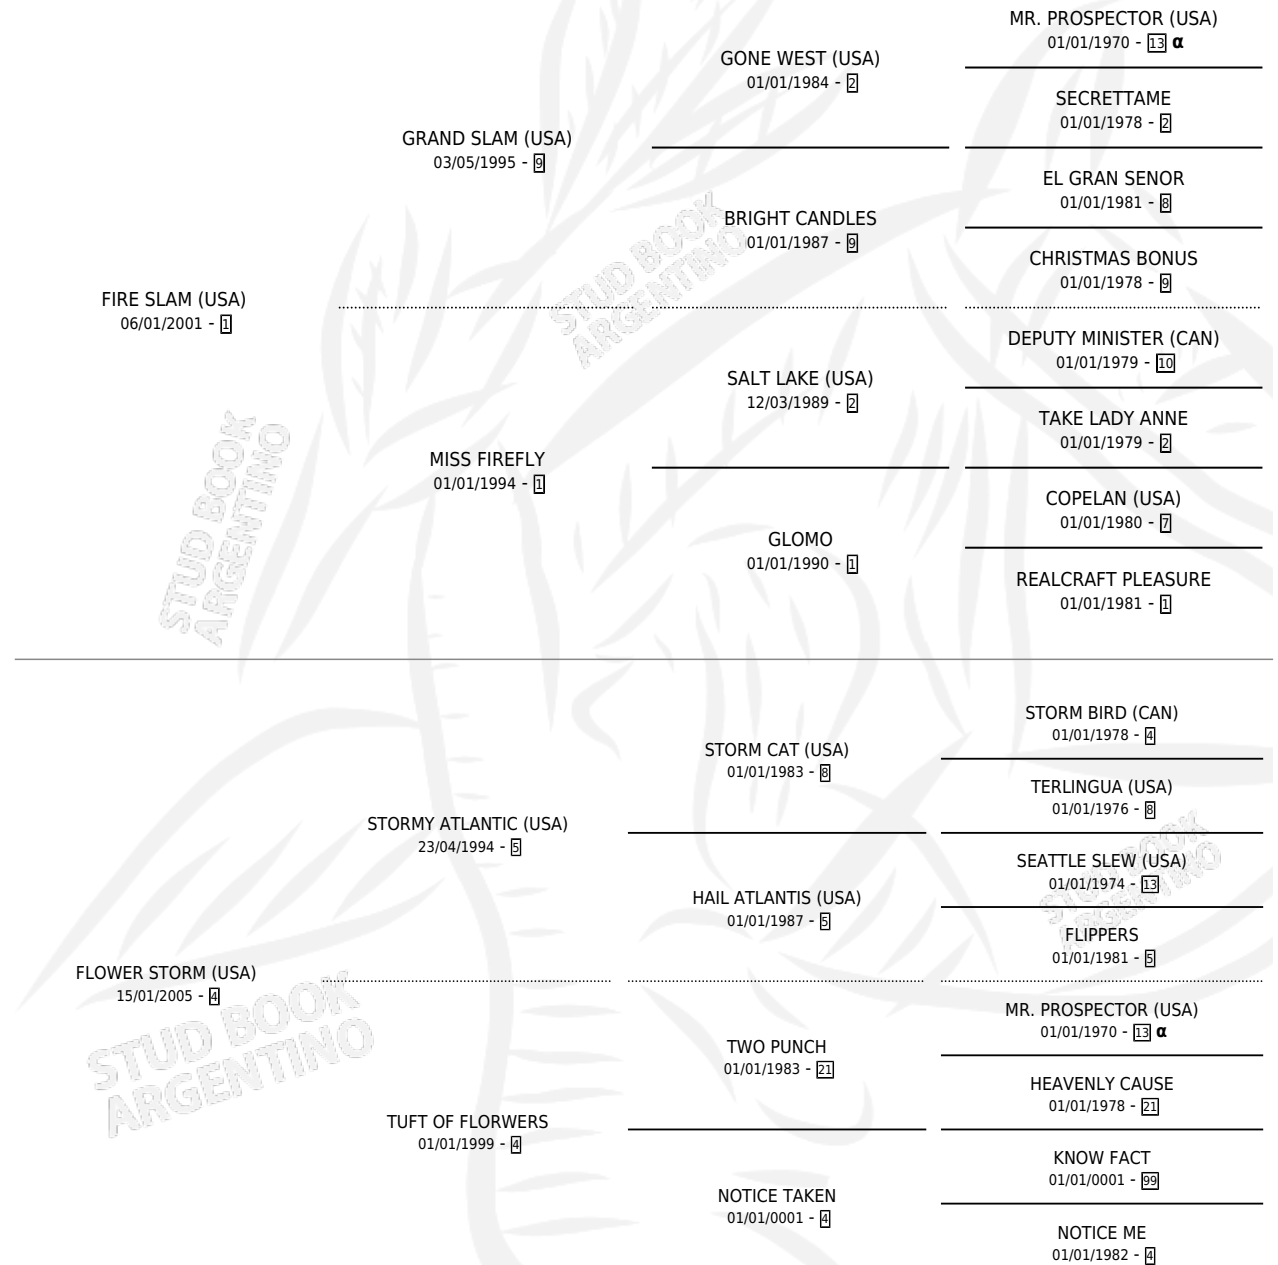 MR. PROSPECTOR (USA)
01/01/1970 - 13 α
GONE WEST (USA)
01/01/1984 - 2
SECRETTAME
01/01/1978 - 2
GRAND SLAM (USA)
03/05/1995 - 9
EL GRAN SENOR
01/01/1981 - 8
BRIGHT CANDLES
01/01/1987 - 9
CHRISTMAS BONUS
01/01/1978 - 9
STUD BOOK
ARGENTINO
FIRE SLAM (USA)
06/01/2001 - 1
DEPUTY MINISTER (CAN)
01/01/1979 - 10
SALT LAKE (USA)
12/03/1989 - 2
TAKE LADY ANNE
01/01/1979 - 2
MISS FIREFLY
01/01/1994 - 1
COPELAN (USA)
01/01/1980 - 7
GLOMO
01/01/1990 - 1
REALCRAFT PLEASURE
01/01/1981 - 1
STUD BOOK
ARGENTINO
STORM BIRD (CAN)
01/01/1978 - 4
STORM CAT (USA)
01/01/1983 - 8
TERLINGUA (USA)
01/01/1976 - 8
STORMY ATLANTIC (USA)
23/04/1994 - 5
SEATTLE SLEW (USA)
01/01/1974 - 13
HAIL ATLANTIS (USA)
01/01/1987 - 5
FLIPPERS
01/01/1981 - 5
STUD BOOK
ARGENTINO
FLOWER STORM (USA)
15/01/2005 - 4
MR. PROSPECTOR (USA)
01/01/1970 - 13 α
TWO PUNCH
01/01/1983 - 21
HEAVENLY CAUSE
01/01/1978 - 21
TUFT OF FLORWERS
01/01/1999 - 4
KNOW FACT
01/01/0001 - 99
NOTICE TAKEN
01/01/0001 - 4
NOTICE ME
01/01/1982 - 4
STUD BOOK
ARGENTINO